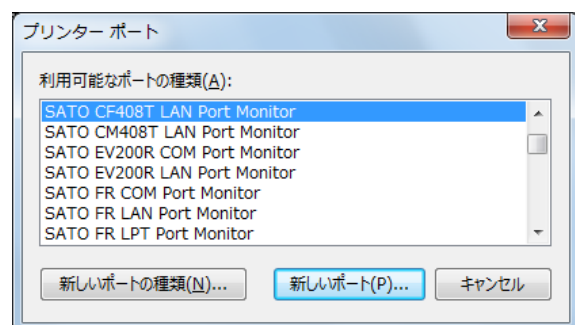 プリンター ポート
利用可能なポートの種類(A):
SATO CF408T LAN Port Monitor
SATO CM408T LAN Port Monitor
SATO EV200R COM Port Monitor
SATO EV200R LAN Port Monitor
SATO FR COM Port Monitor
SATO FR LAN Port Monitor
SATO FR LPT Port Monitor
新しいポートの種類(N)... 新しいポート(P)... キャンセル